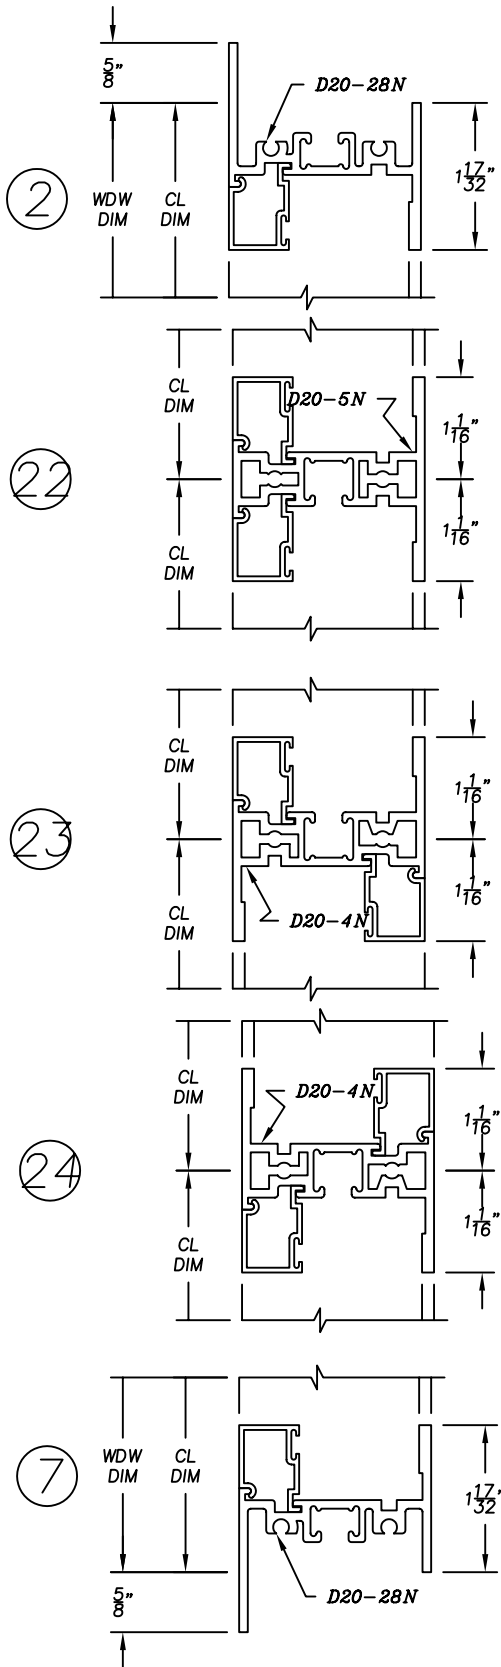 5/8"
D20-28N
2
WDW DIM
CL DIM
1 17/32"
CL DIM
D20-5N
1 1/16"
22
CL DIM
1 1/16"
CL DIM
1 1/16"
23
CL DIM
D20-4N
1 1/16"
CL DIM
D20-4N
1 1/16"
24
CL DIM
1 1/16"
WDW DIM
CL DIM
7
1 17/32"
5/8"
D20-28N